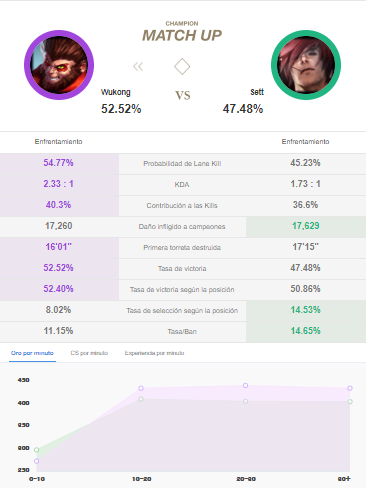 CHAMPION
MATCH UP
Wukong
52.52%
VS
Sett
47.48%
Enfrentamiento
Enfrentamiento
54.77% Probabilidad de Lane Kill 45.23%
2.33 : 1 KDA 1.73 : 1
40.3% Contribución a las Kills 36.6%
17,260 Daño infligido a campeones 17,629
16'01" Primera torreta destruida 17'15"
52.52% Tasa de victoria 47.48%
52.40% Tasa de victoria según la posición 50.86%
8.02% Tasa de selección según la posición 14.53%
11.15% Tasa/Ban 14.65%
Oro por minuto CS por minuto Experiencia por minuto
450
400
350
300
250
0-10 10-20 20-30 30+